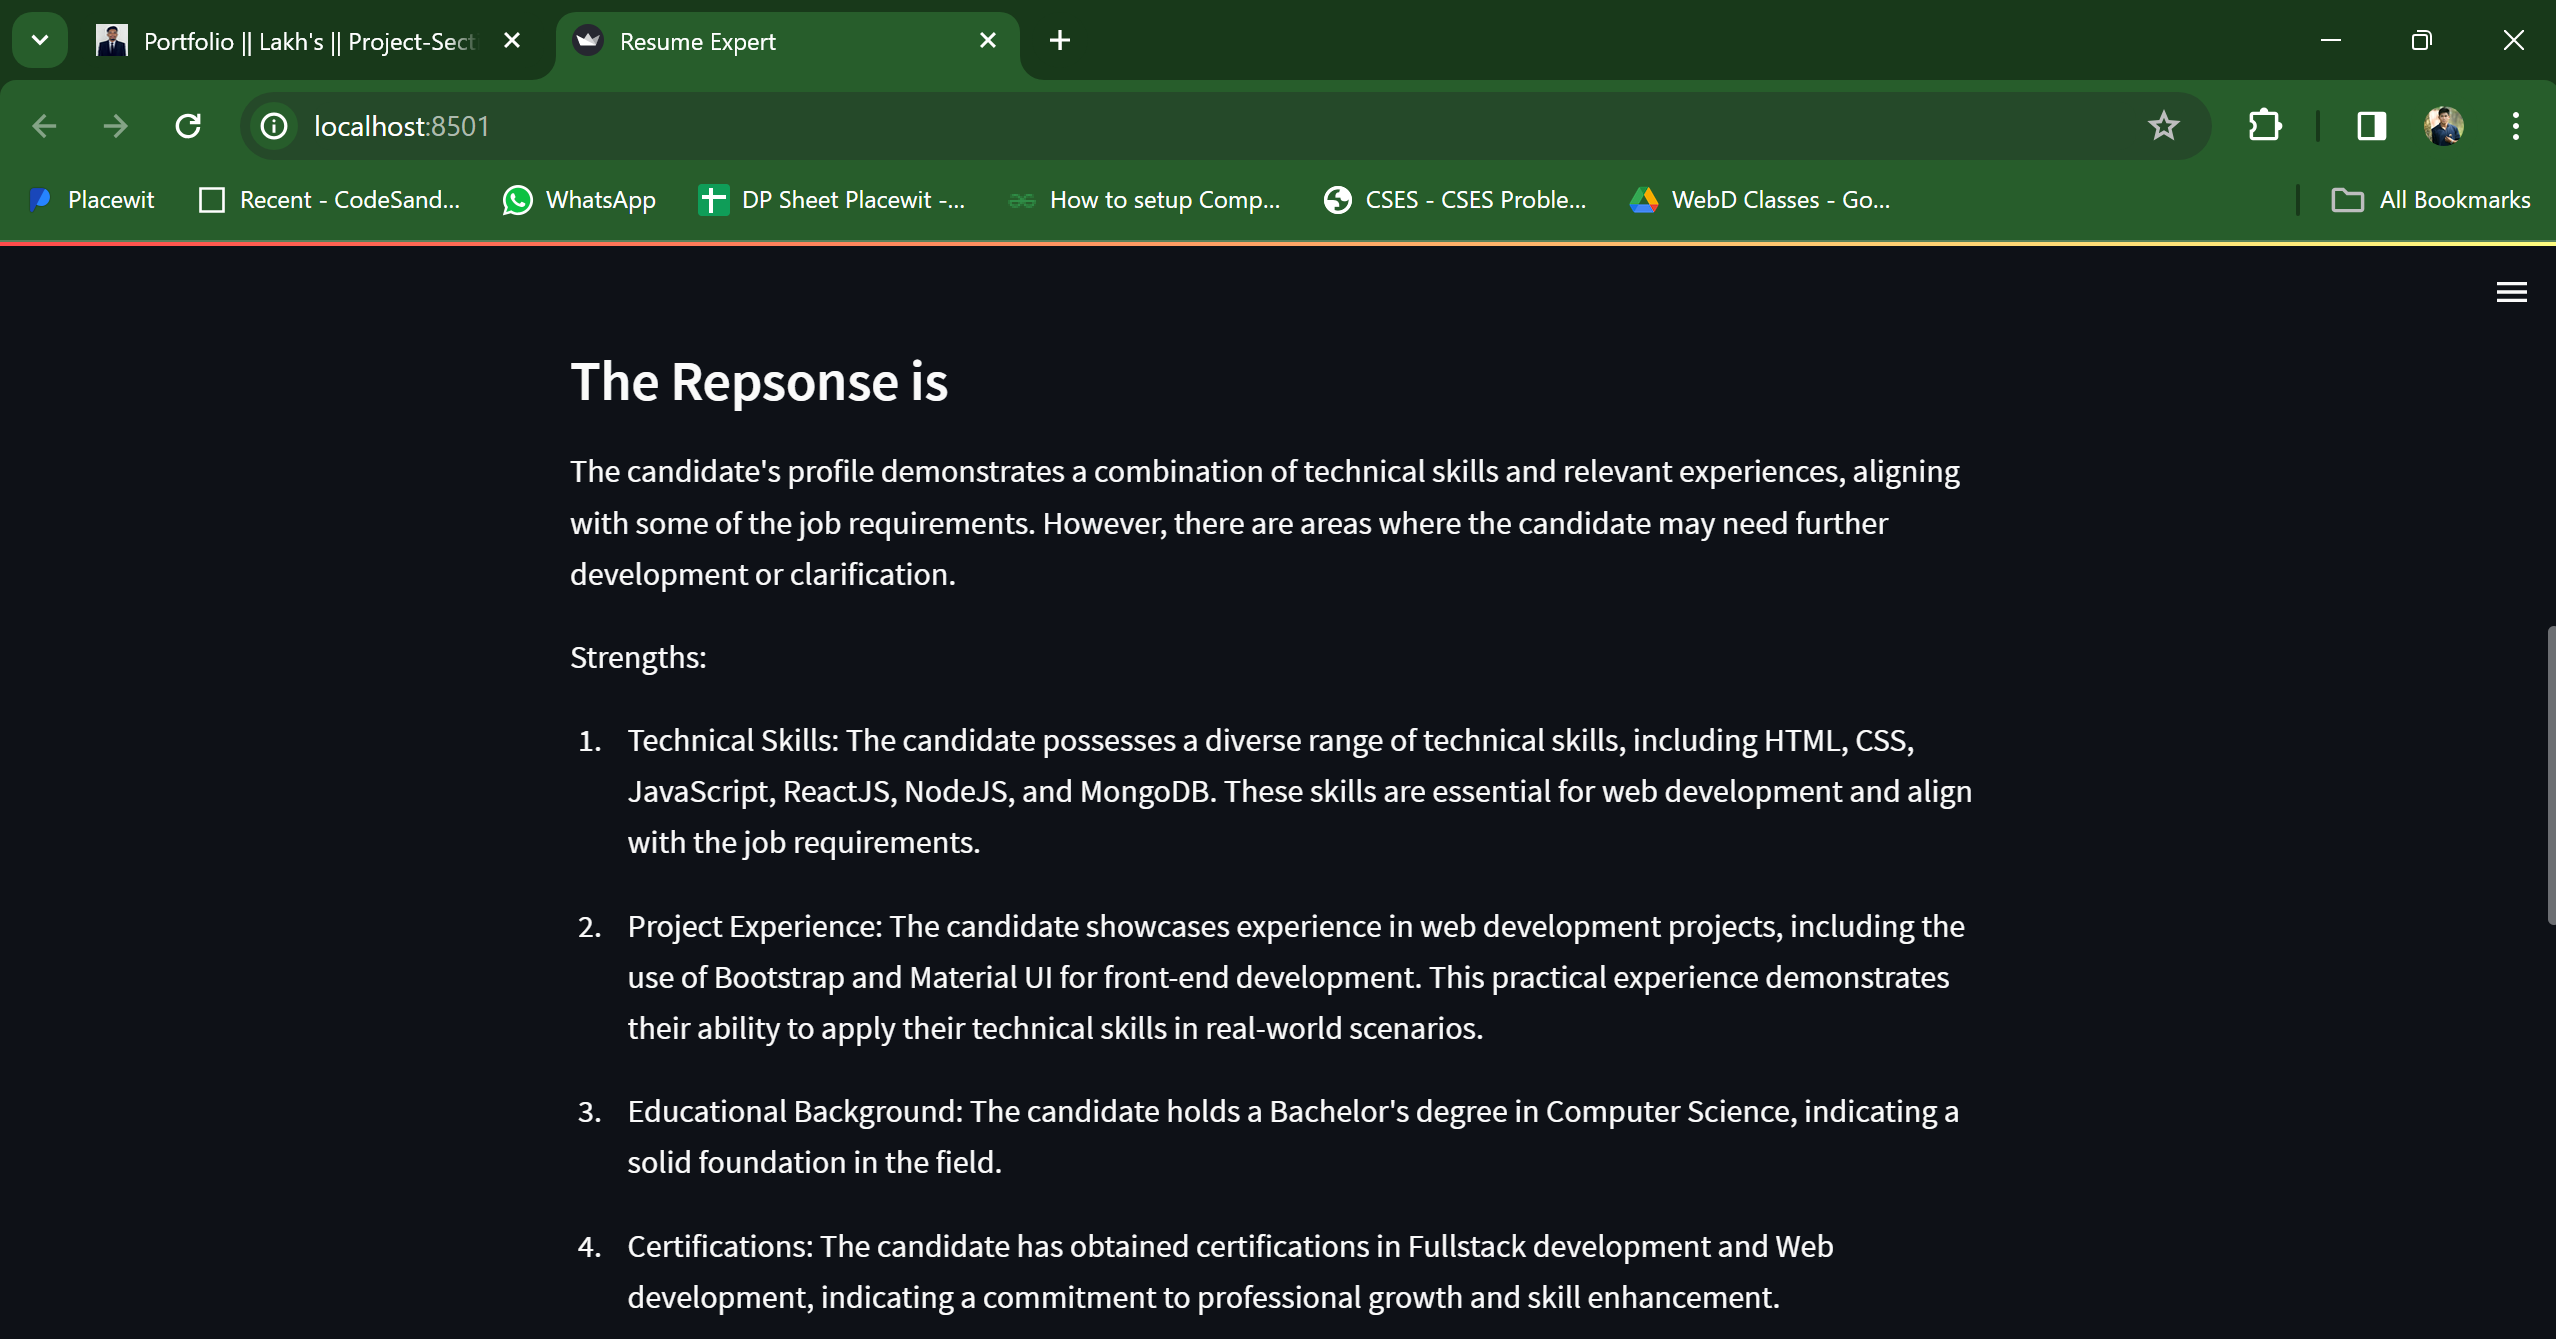 Portfolio || Lakh's || Project-Sect
Resume Expert
localhost:8501
Placewit
Recent - CodeSand...
WhatsApp
DP Sheet Placewit -...
How to setup Comp...
CSES - CSES Proble...
WebD Classes - Go...
All Bookmarks
The Repsonse is
The candidate's profile demonstrates a combination of technical skills and relevant experiences, aligning
with some of the job requirements. However, there are areas where the candidate may need further
development or clarification.
Strengths:
1. Technical Skills: The candidate possesses a diverse range of technical skills, including HTML, CSS,
JavaScript, ReactJS, NodeJS, and MongoDB. These skills are essential for web development and align
with the job requirements.
2. Project Experience: The candidate showcases experience in web development projects, including the
use of Bootstrap and Material UI for front-end development. This practical experience demonstrates
their ability to apply their technical skills in real-world scenarios.
3. Educational Background: The candidate holds a Bachelor's degree in Computer Science, indicating a
solid foundation in the field.
4. Certifications: The candidate has obtained certifications in Fullstack development and Web
development, indicating a commitment to professional growth and skill enhancement.